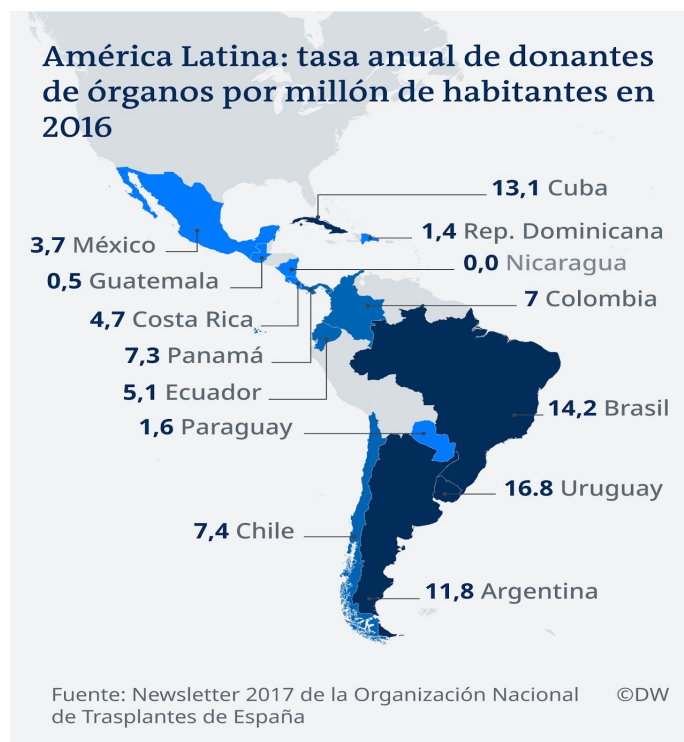 América Latina: tasa anual de donantes
de órganos por millón de habitantes en
2016
13,1 Cuba
1,4 Rep. Dominicana
3,7 México
0,0 Nicaragua
0,5 Guatemala
7 Colombia
4,7 Costa Rica
7,3 Panamá
5,1 Ecuador
14,2 Brasil
1,6 Paraguay
16.8 Uruguay
7,4 Chile
11,8 Argentina
Fuente: Newsletter 2017 de la Organización Nacional
de Trasplantes de España
©DW